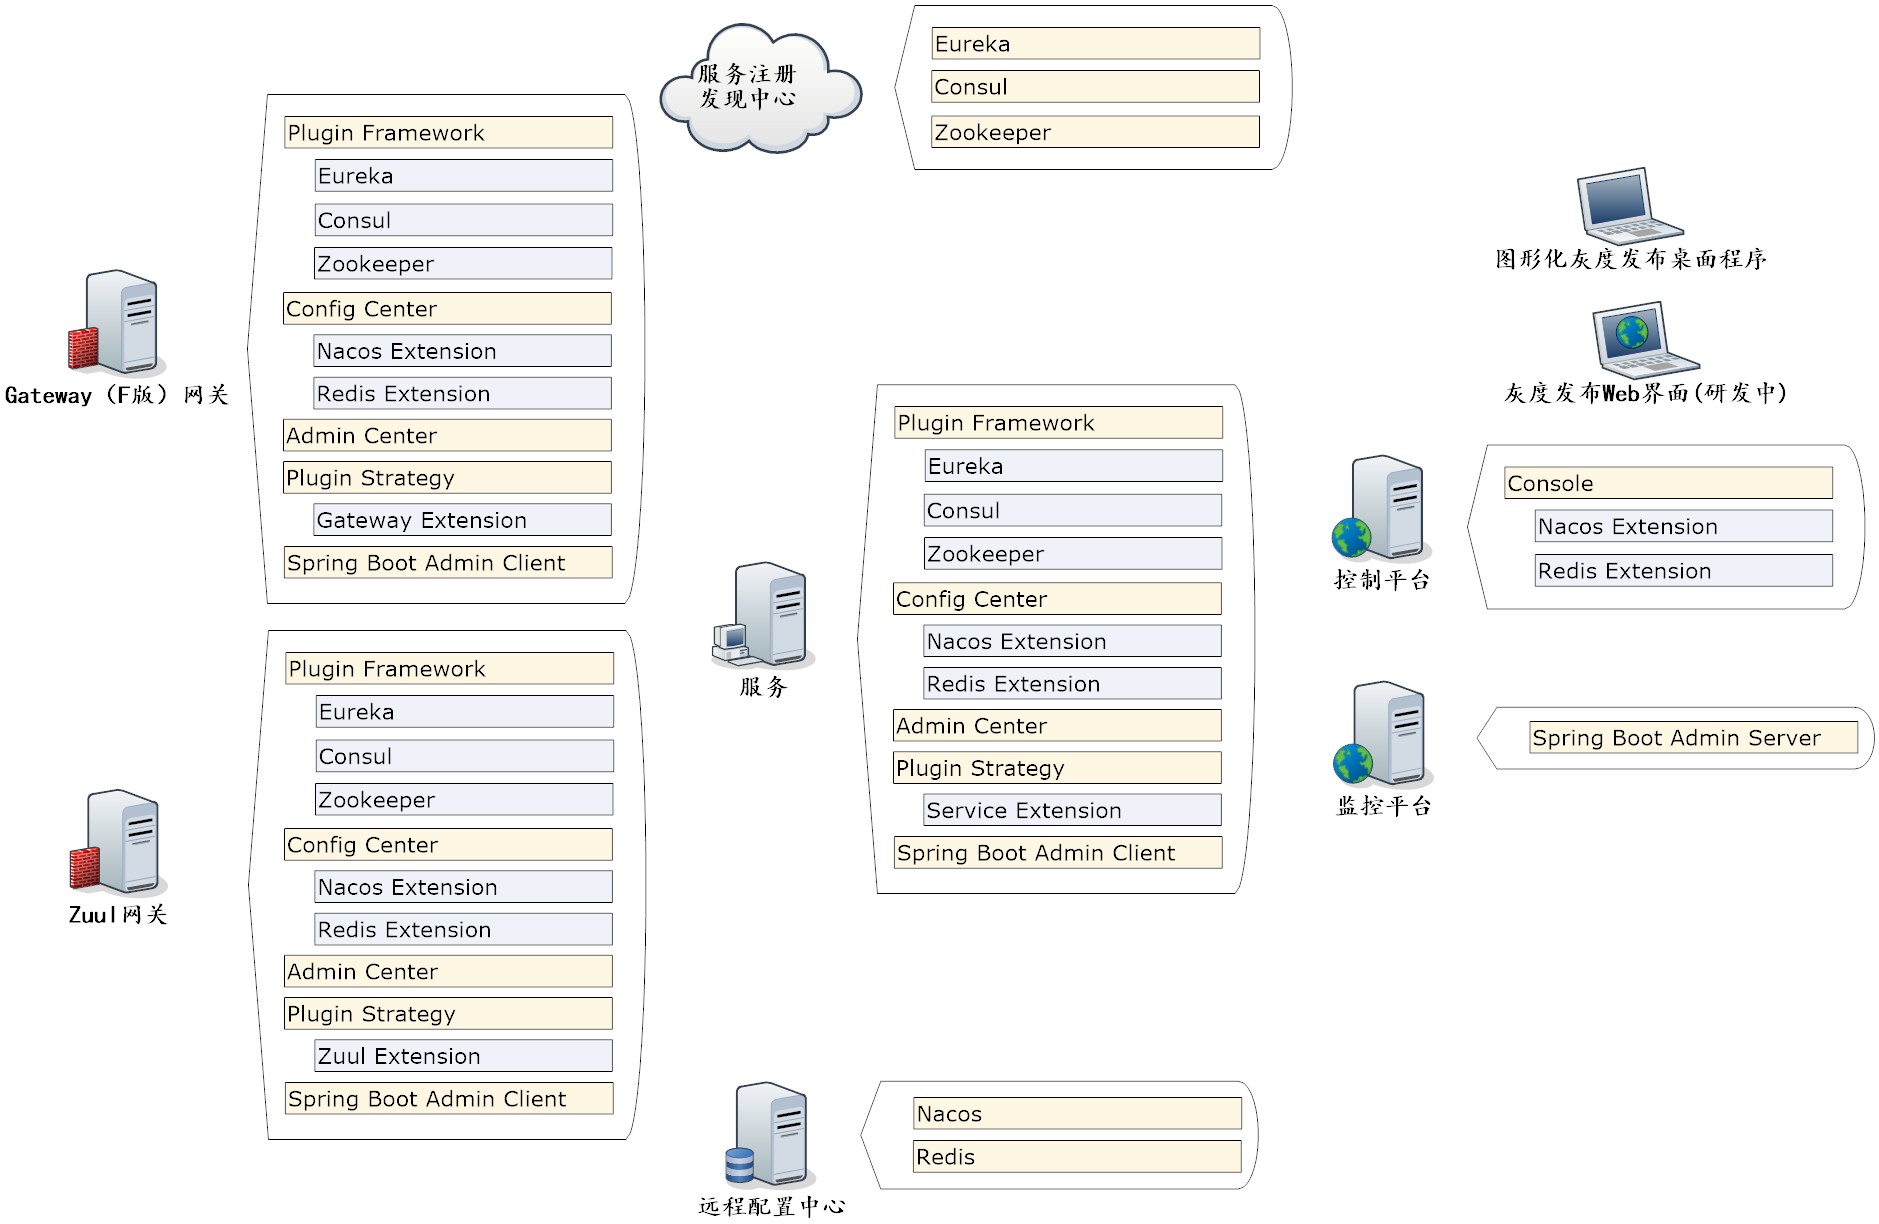 服务注册
发现中心
Eureka
Consul
Zookeeper
Plugin Framework
Eureka
Consul
Zookeeper
Config Center
Nacos Extension
Redis Extension
Admin Center
Plugin Strategy
Gateway Extension
Spring Boot Admin Client
Gateway（F版）网关
图形化灰度发布桌面程序
灰度发布Web界面(研发中)
Plugin Framework
Eureka
Consul
Zookeeper
Config Center
Nacos Extension
Redis Extension
Admin Center
Plugin Strategy
Service Extension
Spring Boot Admin Client
服务
Console
Nacos Extension
Redis Extension
控制平台
Spring Boot Admin Server
监控平台
Plugin Framework
Eureka
Consul
Zookeeper
Config Center
Nacos Extension
Redis Extension
Admin Center
Plugin Strategy
Zuul Extension
Spring Boot Admin Client
Zuul网关
Nacos
Redis
远程配置中心